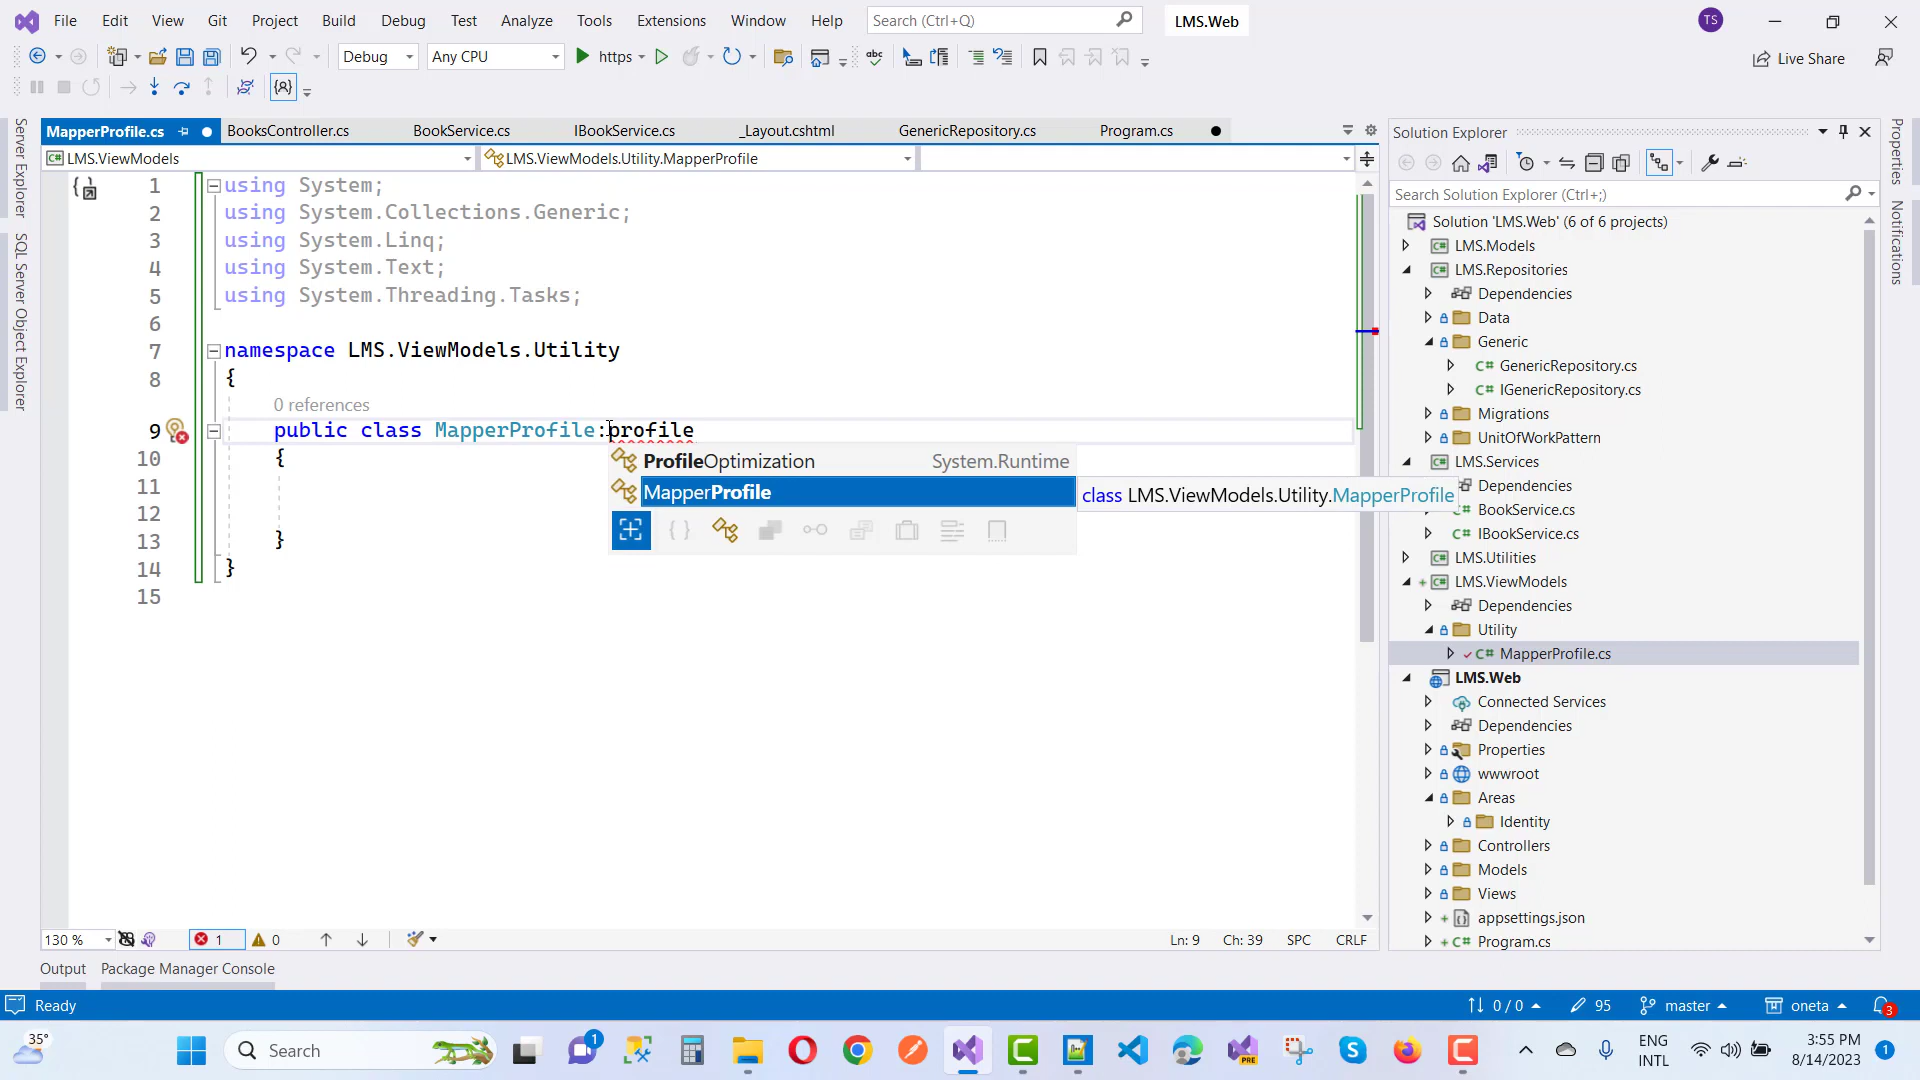 File Edit View Git Project Build Debug Test Analyze Tools Extensions Window Help Search (Ctrl+Q) LMS.Web TS
Debug Any CPU https abc Live Share
MapperProfile.cs BooksController.cs BookService.cs IBookService.cs _Layout.cshtml GenericRepository.cs Program.cs
LMS.ViewModels LMS.ViewModels.Utility.MapperProfile
1 using System;
2 using System.Collections.Generic;
3 using System.Linq;
4 using System.Text;
5 using System.Threading.Tasks;
6
7 namespace LMS.ViewModels.Utility
8 {
0 references
9 public class MapperProfile:profile
10 {
11
12
13 }
14 }
15
ProfileOptimization System.Runtime
MapperProfile class LMS.ViewModels.Utility.MapperProfile
130 % 1 0 Ln: 9 Ch: 39 SPC CRLF
Output Package Manager Console
Server Explorer
SQL Server Object Explorer
Solution Explorer
Search Solution Explorer (Ctrl+;)
Solution 'LMS.Web' (6 of 6 projects)
LMS.Models
LMS.Repositories
Dependencies
Data
Generic
C# GenericRepository.cs
C# IGenericRepository.cs
Migrations
UnitOfWorkPattern
LMS.Services
Dependencies
BookService.cs
C# IBookService.cs
LMS.Utilities
LMS.ViewModels
Dependencies
Utility
C# MapperProfile.cs
LMS.Web
Connected Services
Dependencies
Properties
wwwroot
Areas
Identity
Controllers
Models
Views
appsettings.json
C# Program.cs
Properties
Notifications
Ready 0 / 0 95 master oneta 3
35° Search 1 PRE ENG INTL 3:55 PM 8/14/2023 1